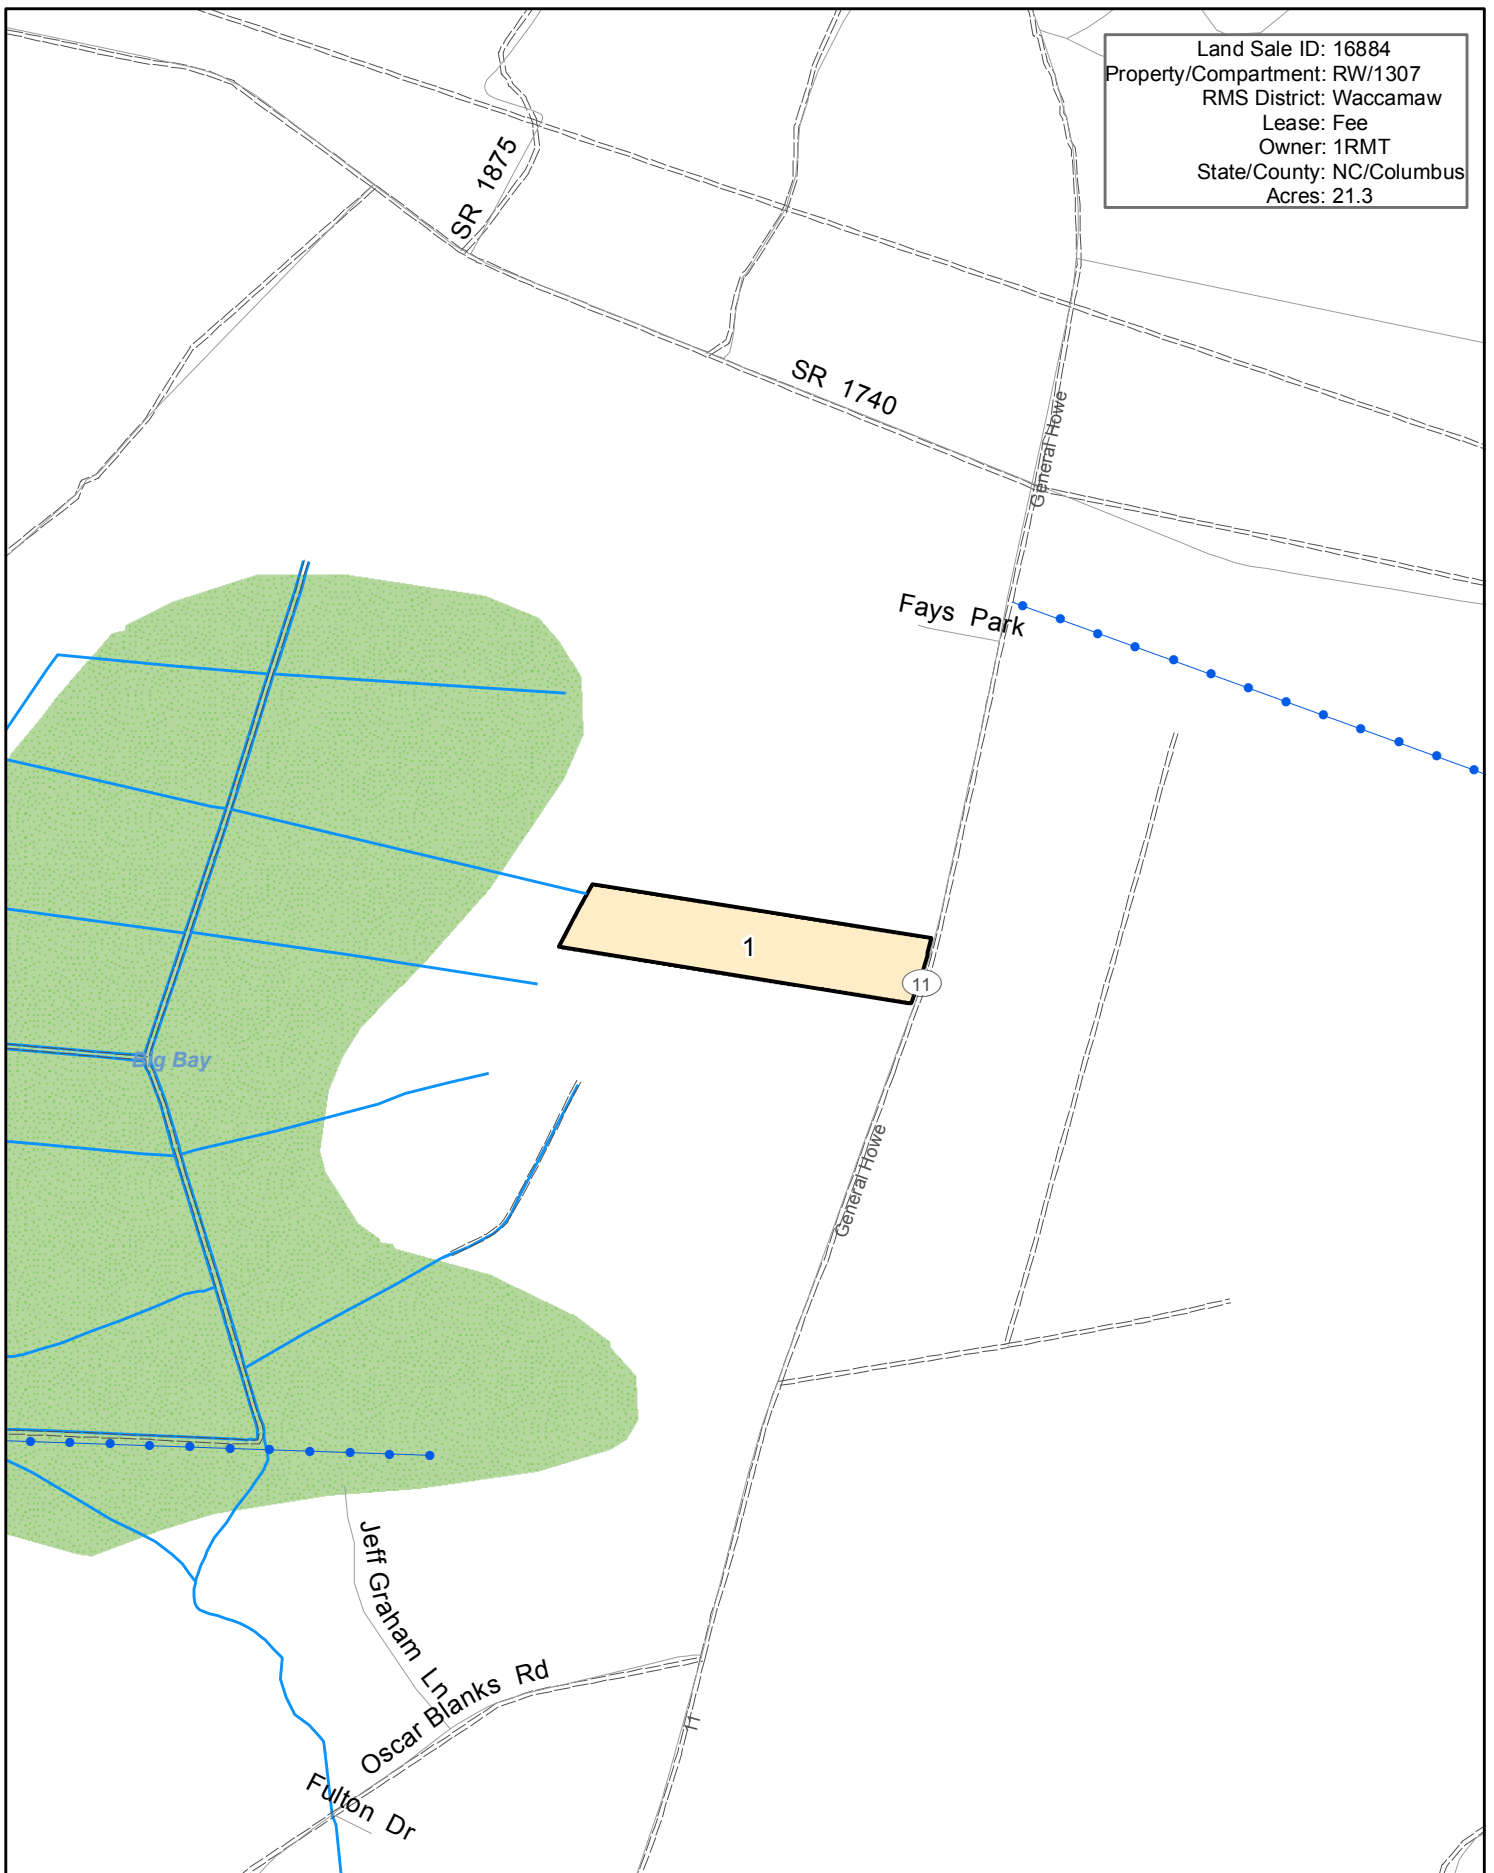 Land Sale ID: 16884
Property/Compartment: RW/1307
RMS District: Waccamaw
Lease: Fee
Owner: 1RMT
State/County: NC/Columbus
Acres: 21.3
SR 1875
SR 1740
General Howe
Fays Park
1
11
Big Bay
General Howe
Jeff Graham Ln
Oscar Blanks Rd
11
Fulton Dr